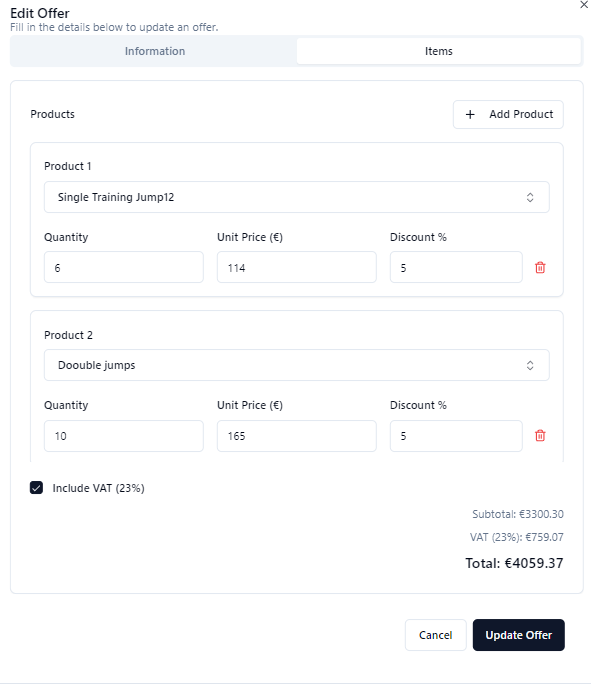 Edit Offer
Fill in the details below to update an offer.
Information Items
Products + Add Product
Product 1
Single Training Jump12
Quantity Unit Price (€) Discount %
6 114 5
Product 2
Doouble jumps
Quantity Unit Price (€) Discount %
10 165 5
Include VAT (23%)
Subtotal: €3300.30
VAT (23%): €759.07
Total: €4059.37
Cancel Update Offer